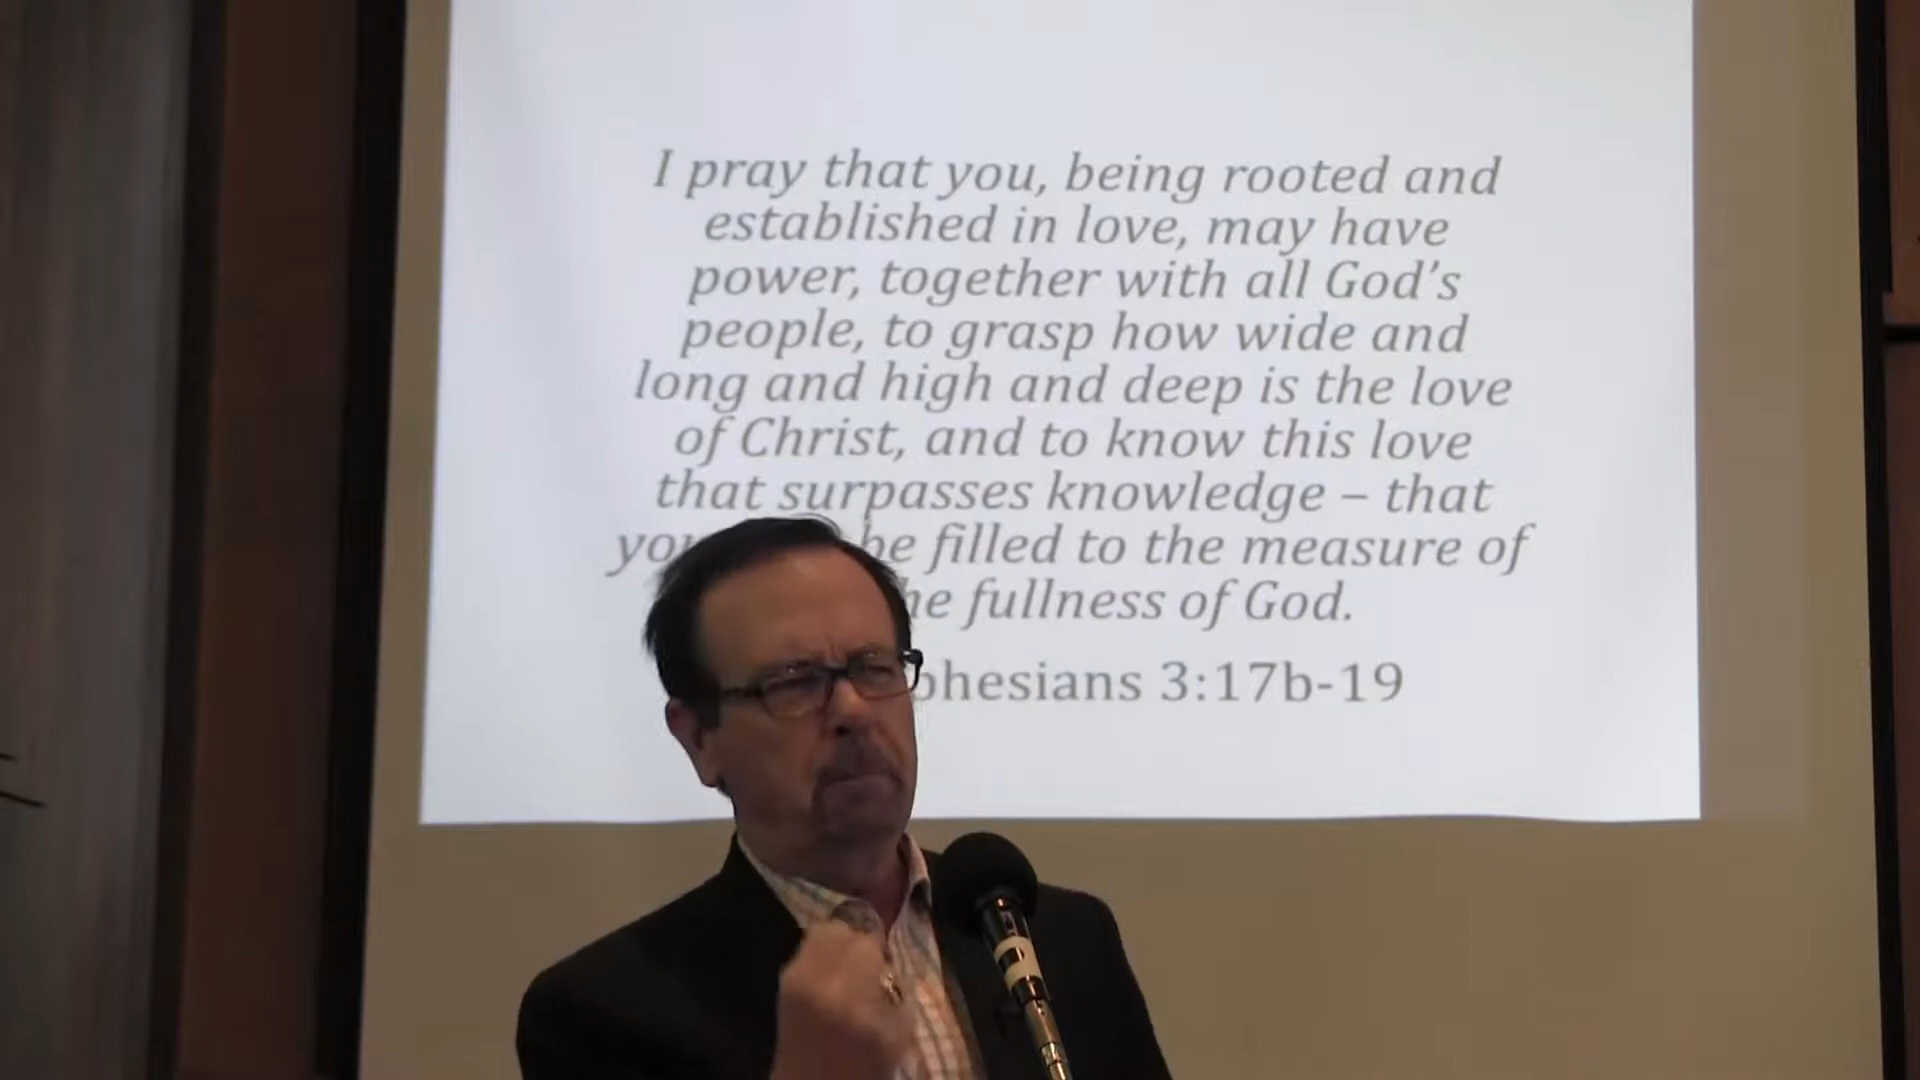 I pray that you, being rooted and
established in love, may have
power, together with all God's
people, to grasp how wide and
long and high and deep is the love
of Christ, and to know this love
that surpasses knowledge – that
be filled to the measure of
fullness of God.
3:17b-19